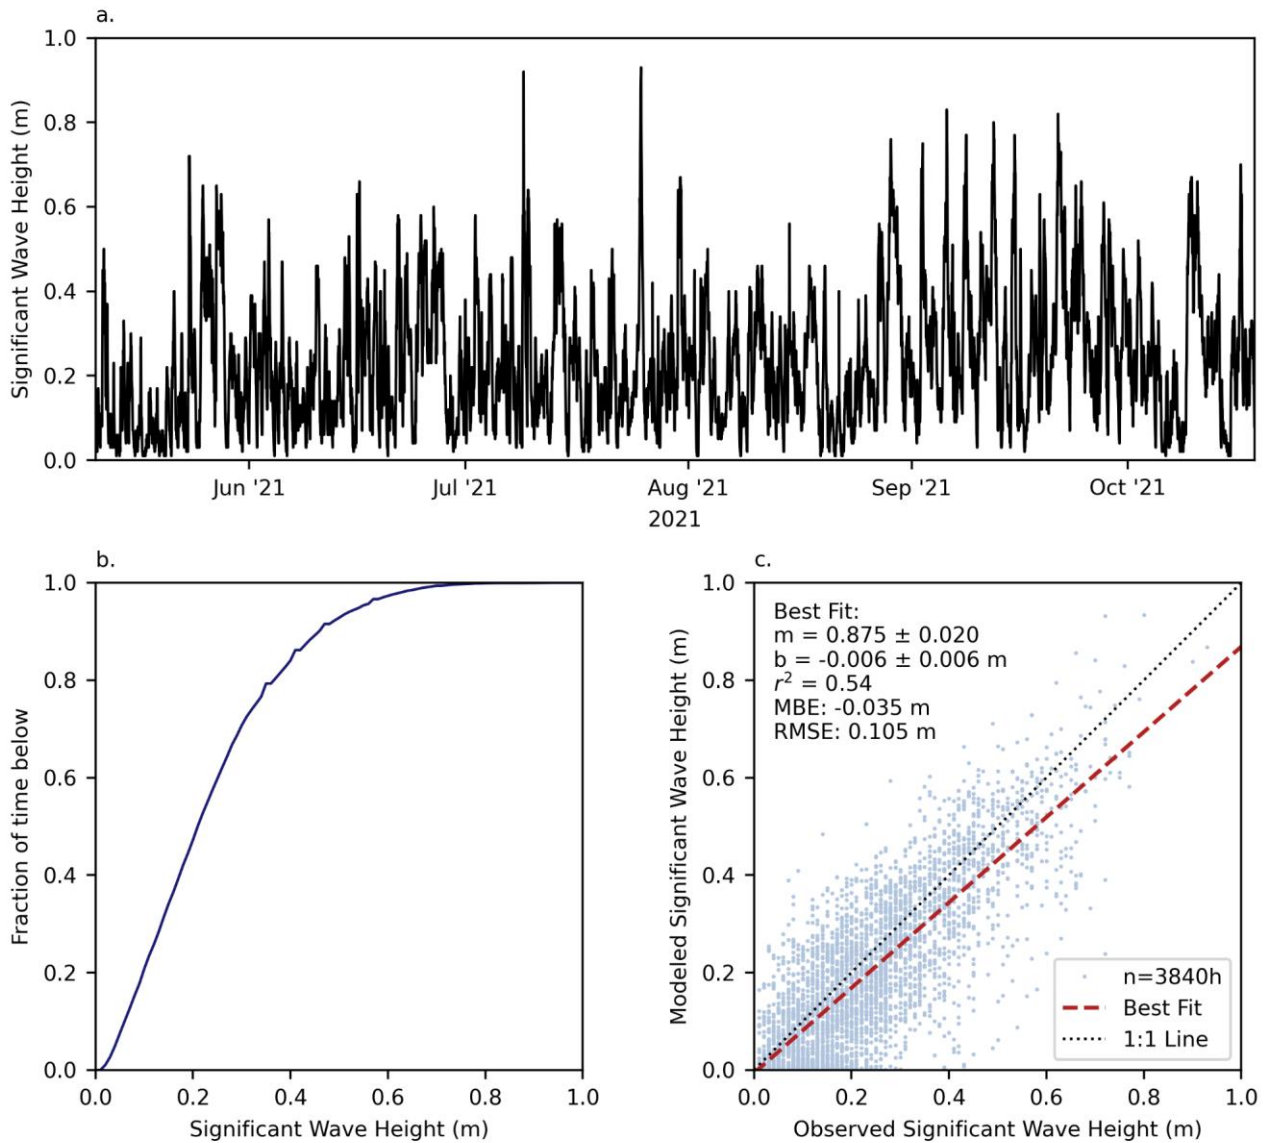 a.
1.0
0.8
0.6
0.4
0.2
0.0
Significant Wave Height (m)
Jun '21
Jul '21
Aug '21
Sep '21
Oct '21
2021
b.
1.0
0.8
0.6
0.4
0.2
0.0
Fraction of time below
0.0
0.2
0.4
0.6
0.8
1.0
Significant Wave Height (m)
c.
1.0
0.8
0.6
0.4
0.2
0.0
Modeled Significant Wave Height (m)
Best Fit:
m = 0.875 ± 0.020
b = -0.006 ± 0.006 m
r² = 0.54
MBE: -0.035 m
RMSE: 0.105 m
n=3840h
Best Fit
1:1 Line
0.0
0.2
0.4
0.6
0.8
1.0
Observed Significant Wave Height (m)